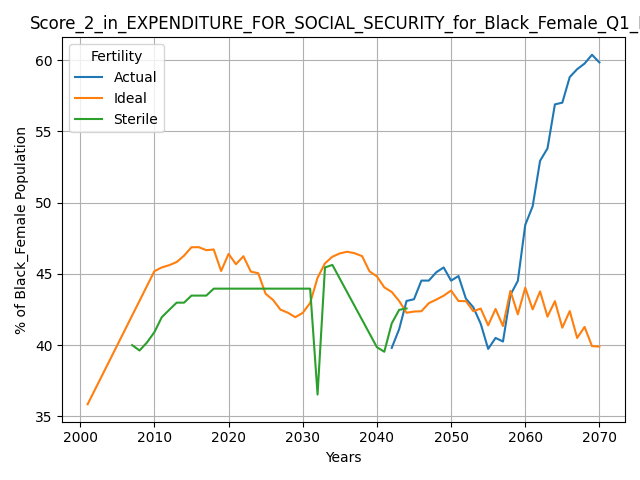 Score_2_in_EXPENDITURE_FOR_SOCIAL_SECURITY_for_Black_Female_Q1_
Fertility
Actual
Ideal
Sterile
% of Black_Female Population
60
55
50
45
40
35
2000 2010 2020 2030 2040 2050 2060 2070
Years